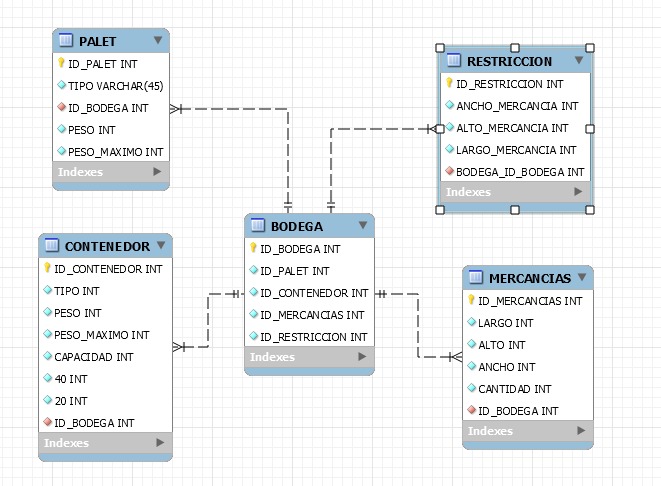 PALET
ID_PALET INT
TIPO VARCHAR(45)
ID_BODEGA INT
PESO INT
PESO_MAXIMO INT
Indexes
RESTRICCION
ID_RESTRICCION INT
ANCHO_MERCANCIA INT
ALTO_MERCANCIA INT
LARGO_MERCANCIA INT
BODEGA_ID_BODEGA INT
Indexes
BODEGA
ID_BODEGA INT
ID_PALET INT
ID_CONTENEDOR INT
ID_MERCANCIAS INT
ID_RESTRICCION INT
Indexes
CONTENEDOR
ID_CONTENEDOR INT
TIPO INT
PESO INT
PESO_MAXIMO INT
CAPACIDAD INT
40 INT
20 INT
ID_BODEGA INT
Indexes
MERCANCIAS
ID_MERCANCIAS INT
LARGO INT
ALTO INT
ANCHO INT
CANTIDAD INT
ID_BODEGA INT
Indexes